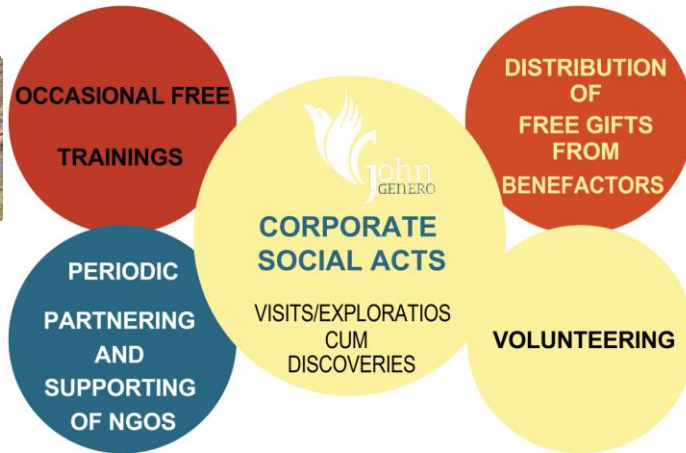 OCCASIONAL FREE
TRAININGS
DISTRIBUTION
OF
FREE GIFTS
FROM
BENEFACTORS
John
GENERO
CORPORATE
SOCIAL ACTS
VISITS/EXPLORATIOS
CUM
DISCOVERIES
PERIODIC
PARTNERING
AND
SUPPORTING
OF NGOS
VOLUNTEERING